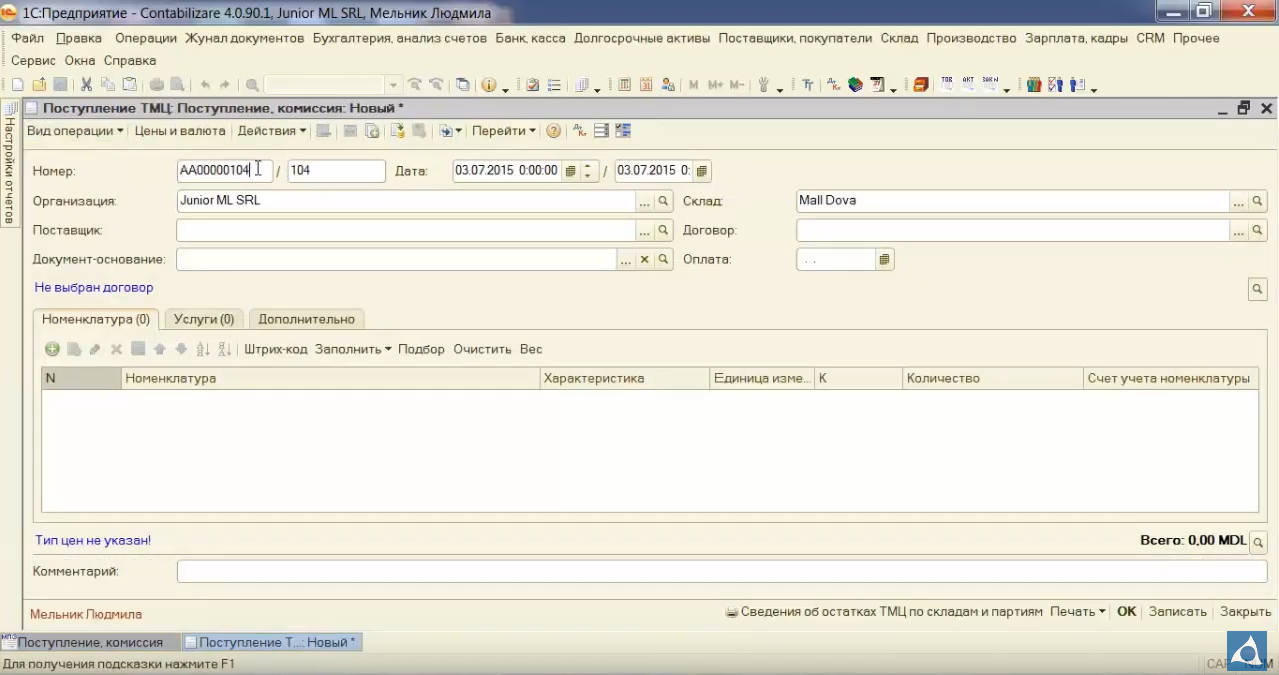 1С:Предприятие - Contabilizare 4.0.90.1, Junior ML SRL, Мельник Людмила
Файл Правка Операции Жунал документов Бухгалтерия, анализ счетов Банк, касса Долгосрочные активы Поставщики, покупатели Склад Производство Зарплата, кадры CRM Прочее
Сервис Окна Справка
M M+ M-
Настройки отчетов
Поступление ТМЦ: Поступление, комиссия: Новый *
Вид операции Цены и валюта Действия Перейти
Номер: AA00000104 / 104 Дата: 03.07.2015 0:00:00 / 03.07.2015 0:
Организация: Junior ML SRL Склад: Mall Dova
Поставщик: Договор:
Документ-основание: Оплата: . .
Не выбран договор
Номенклатура (0) Услуги (0) Дополнительно
Штрих-код Заполнить Подбор Очистить Вес
N Номенклатура Характеристика Единица изме... К Количество Счет учета номенклатуры
Тип цен не указан!
Всего: 0,00 MDL
Комментарий:
Мельник Людмила
Сведения об остатках ТМЦ по складам и партиям Печать OK Записать Закрыть
Поступление, комиссия Поступление Т...: Новый *
Для получения подсказки нажмите F1